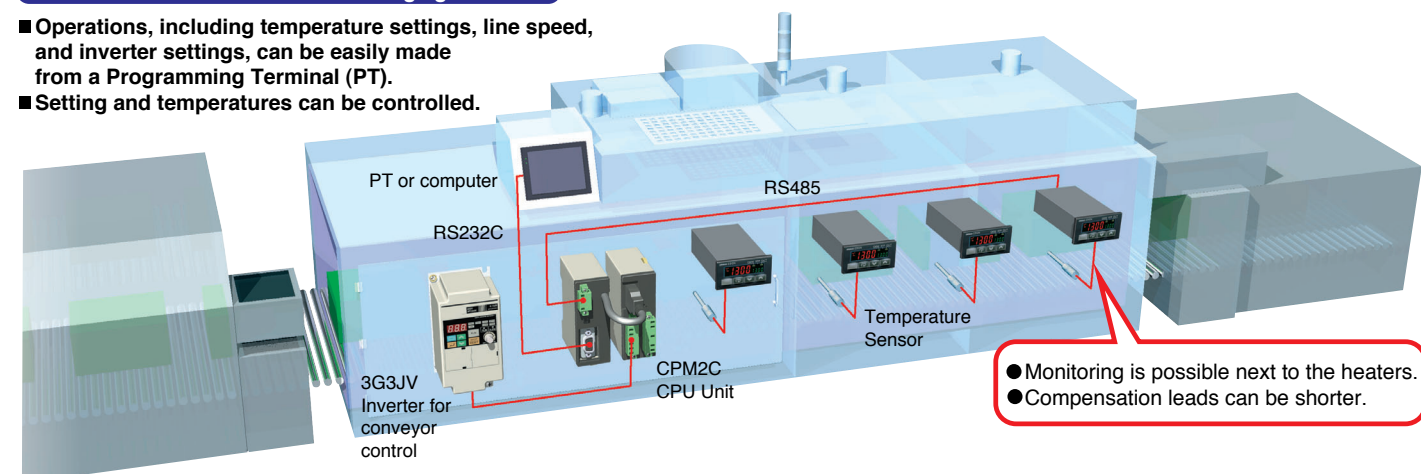 ■ Operations, including temperature settings, line speed,
and inverter settings, can be easily made
from a Programming Terminal (PT).
■ Setting and temperatures can be controlled.
PT or computer
RS485
RS232C
Temperature
Sensor
CPM2C
CPU Unit
3G3JV
Inverter for
conveyor
control
● Monitoring is possible next to the heaters.
● Compensation leads can be shorter.